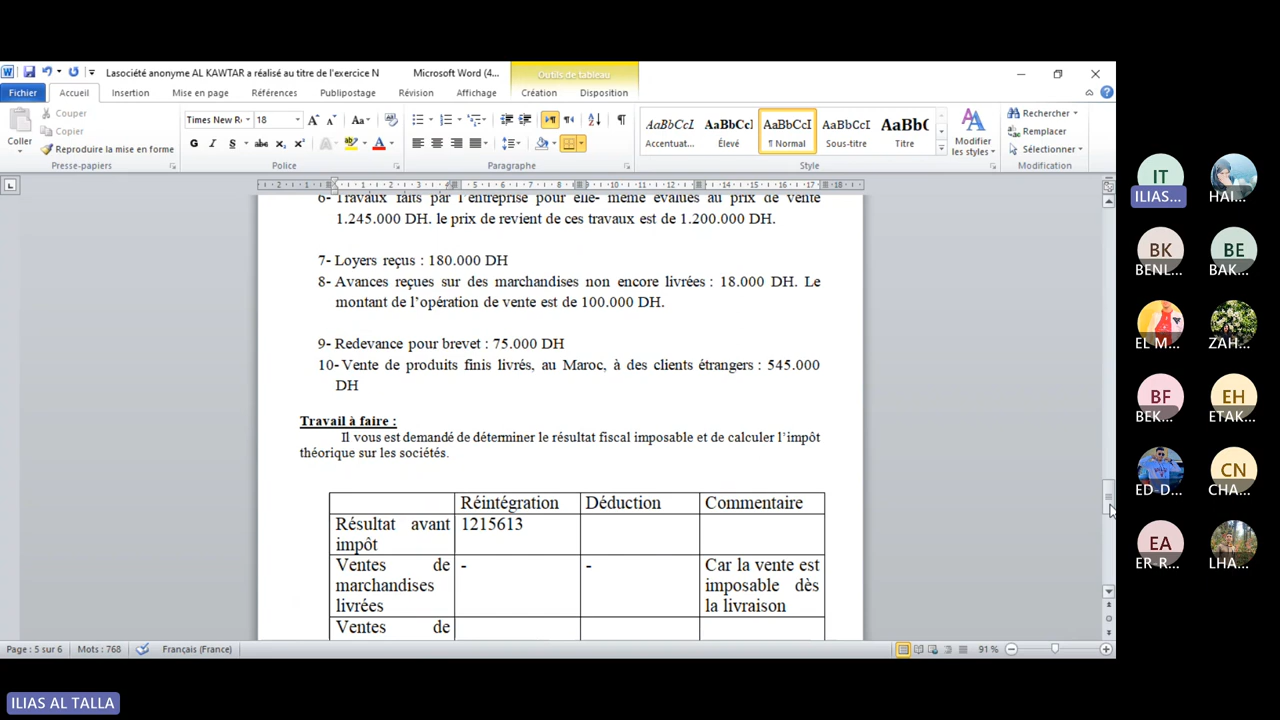 Lasociété anonyme AL KAWTAR a réalisé au titre de l'exercice N
Microsoft Word (4...
Outils de tableau
Fichier
Accueil
Insertion
Mise en page
Références
Publipostage
Révision
Affichage
Création
Disposition
Coller
Couper
Copier
Reproduire la mise en forme
Presse-papiers
Times New R
18
Police
Paragraphe
AaBbCcL
Accentuat...
AaBbCc
Élevé
AaBbCcI
¶ Normal
AaBbCcI
Sous-titre
AaBb(
Titre
Style
Modifier
les styles
Rechercher
Remplacer
Sélectionner
Modification
6- Travaux faits par l'entreprise pour elle- même évalués au prix de vente
1.245.000 DH. le prix de revient de ces travaux est de 1.200.000 DH.
7- Loyers reçus : 180.000 DH
8- Avances reçues sur des marchandises non encore livrées : 18.000 DH. Le
montant de l'opération de vente est de 100.000 DH.
9- Redevance pour brevet : 75.000 DH
10- Vente de produits finis livrés, au Maroc, à des clients étrangers : 545.000
DH
Travail à faire :
Il vous est demandé de déterminer le résultat fiscal imposable et de calculer l'impôt
théorique sur les sociétés.
Réintégration Déduction Commentaire
Résultat avant impôt 1215613
Ventes de marchandises livrées - - Car la vente est imposable dès la livraison
Ventes de
Page : 5 sur 6
Mots : 768
Français (France)
91 %
IT
ILIAS...
HAI...
BK
BENL...
BE
BAK...
EL M...
ZAH...
BF
BEK...
EH
ETAK...
ED-D...
CN
CHA...
EA
ER-R...
LHA...
ILIAS AL TALLA